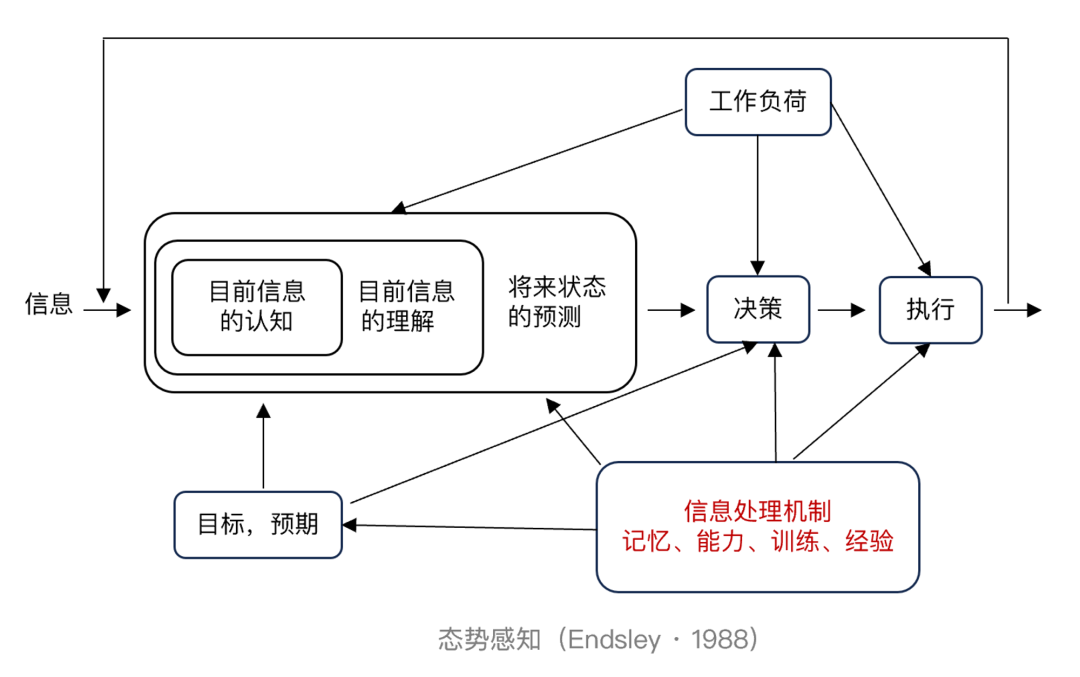 工作负荷
信息
目前信息
的认知
目前信息
的理解
将来状态
的预测
决策
执行
目标，预期
信息处理机制
记忆、能力、训练、经验
态势感知（Endsley · 1988）